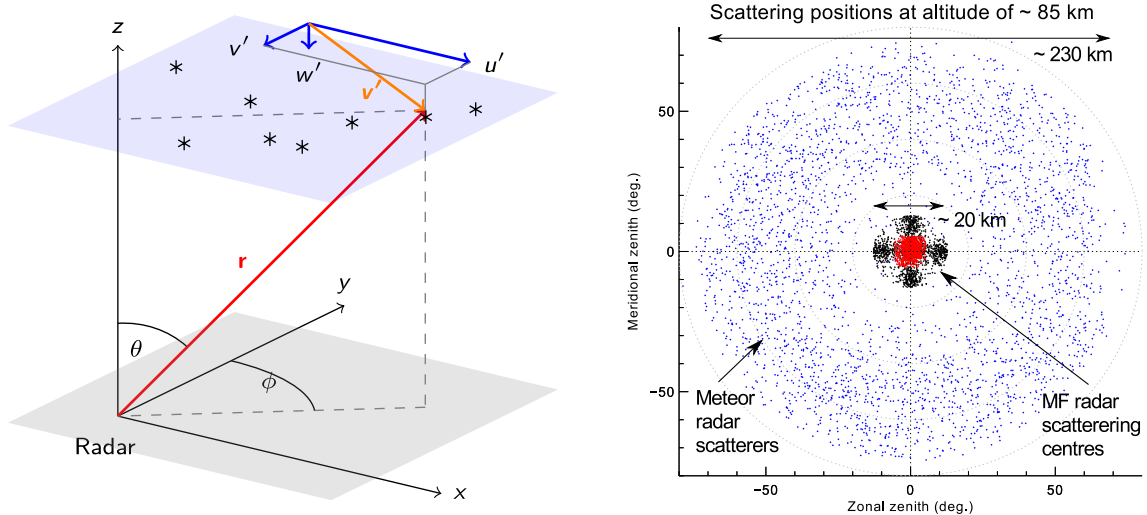 z
v′
w′
u′
v′
r
y
θ
ϕ
Radar
x
Scattering positions at altitude of ~ 85 km
~ 230 km
~ 20 km
50
0
−50
Meridional zenith (deg.)
Meteor
radar
scatterers
MF radar
scatterering
centres
−50
0
50
Zonal zenith (deg.)